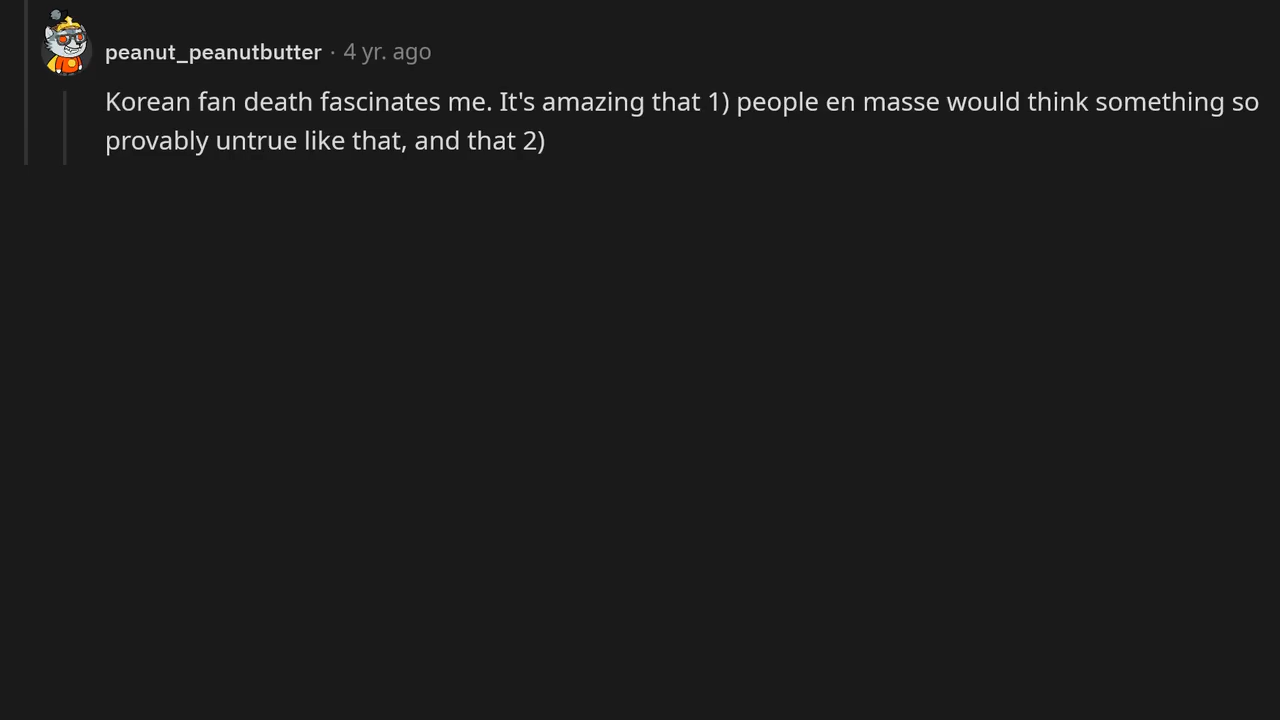 peanut_peanutbutter · 4 yr. ago
Korean fan death fascinates me. It's amazing that 1) people en masse would think something so
provably untrue like that, and that 2)